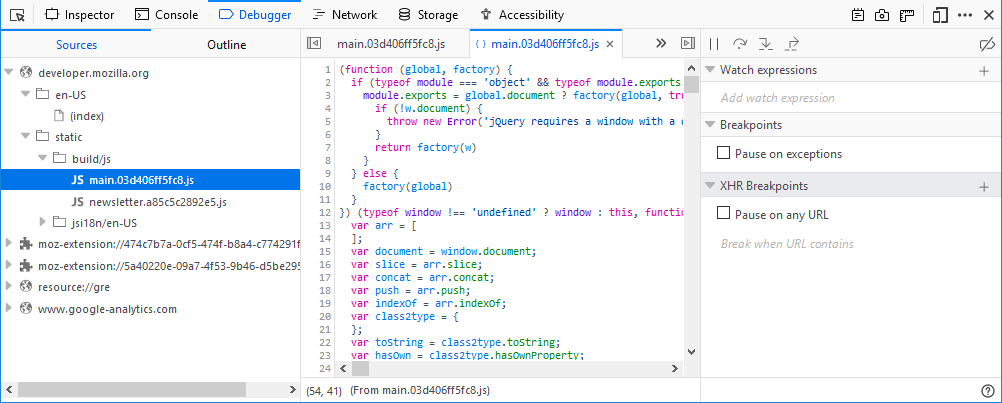 Inspector Console Debugger Network Storage Accessibility
Sources Outline
main.03d406ff5fc8.js { } main.03d406ff5fc8.js × »
developer.mozilla.org
en-US
(index)
static
build/js
JS main.03d406ff5fc8.js
JS newsletter.a85c5c2892e5.js
jsi18n/en-US
moz-extension://474c7b7a-0cf5-474f-b8a4-c774291f
moz-extension://5a40220e-09a7-4f53-9b46-d5be295
resource://gre
www.google-analytics.com
1 (function (global, factory) {
2 if (typeof module === 'object' && typeof module.exports
3 module.exports = global.document ? factory(global, tru
4 if (!w.document) {
5 throw new Error('jQuery requires a window with a d
6 }
7 return factory(w)
8 }
9 } else {
10 factory(global)
11 }
12 }) (typeof window !== 'undefined' ? window : this, functio
13 var arr = [
14 ];
15 var document = window.document;
16 var slice = arr.slice;
17 var concat = arr.concat;
18 var push = arr.push;
19 var indexOf = arr.indexOf;
20 var class2type = {
21 };
22 var toString = class2type.toString;
23 var hasOwn = class2type.hasOwnProperty;
24
(54, 41) (From main.03d406ff5fc8.js)
Watch expressions +
Add watch expression
Breakpoints
Pause on exceptions
XHR Breakpoints +
Pause on any URL
Break when URL contains